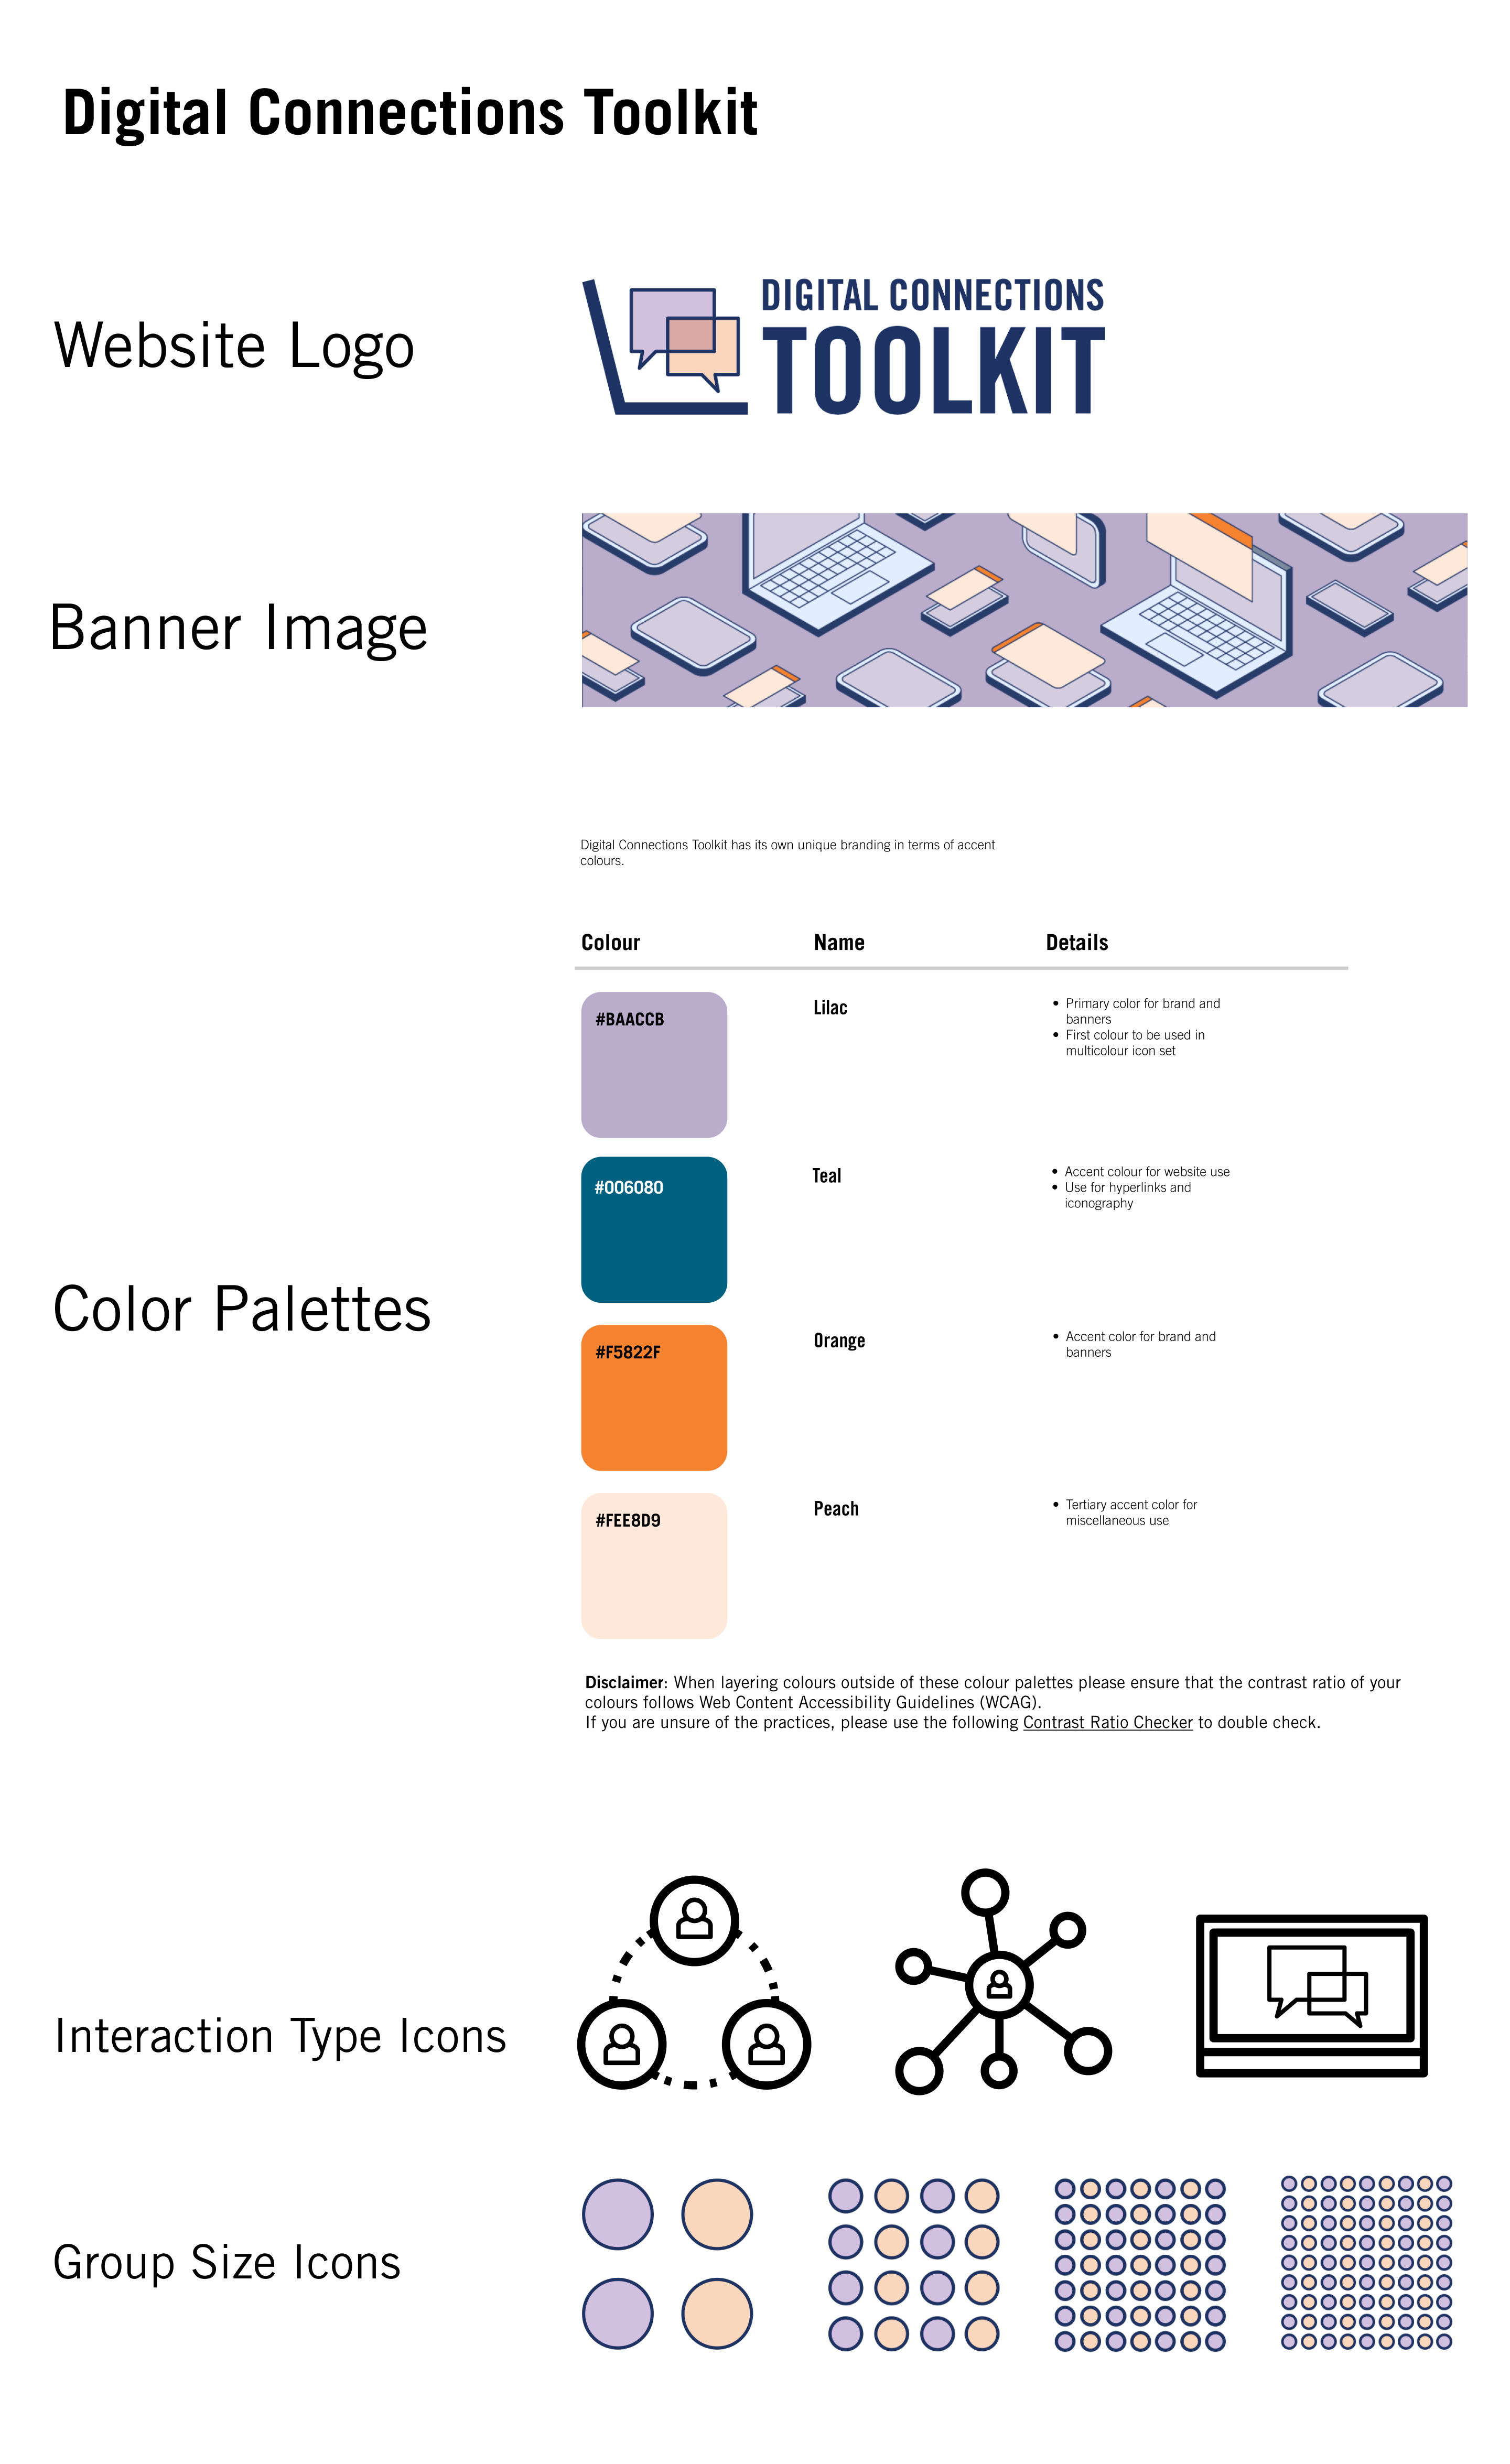 Digital Connections Toolkit
Website Logo
DIGITAL CONNECTIONS
TOOLKIT
Banner Image
Digital Connections Toolkit has its own unique branding in terms of accent
colours.
Color Palettes
Colour Name Details
#BAACCB Lilac • Primary color for brand and
banners
• First colour to be used in
multicolour icon set
#006080 Teal • Accent colour for website use
• Use for hyperlinks and
iconography
#F5822F Orange • Accent color for brand and
banners
#FEE8D9 Peach • Tertiary accent color for
miscellaneous use
Disclaimer: When layering colours outside of these colour palettes please ensure that the contrast ratio of your
colours follows Web Content Accessibility Guidelines (WCAG).
If you are unsure of the practices, please use the following Contrast Ratio Checker to double check.
Interaction Type Icons
Group Size Icons